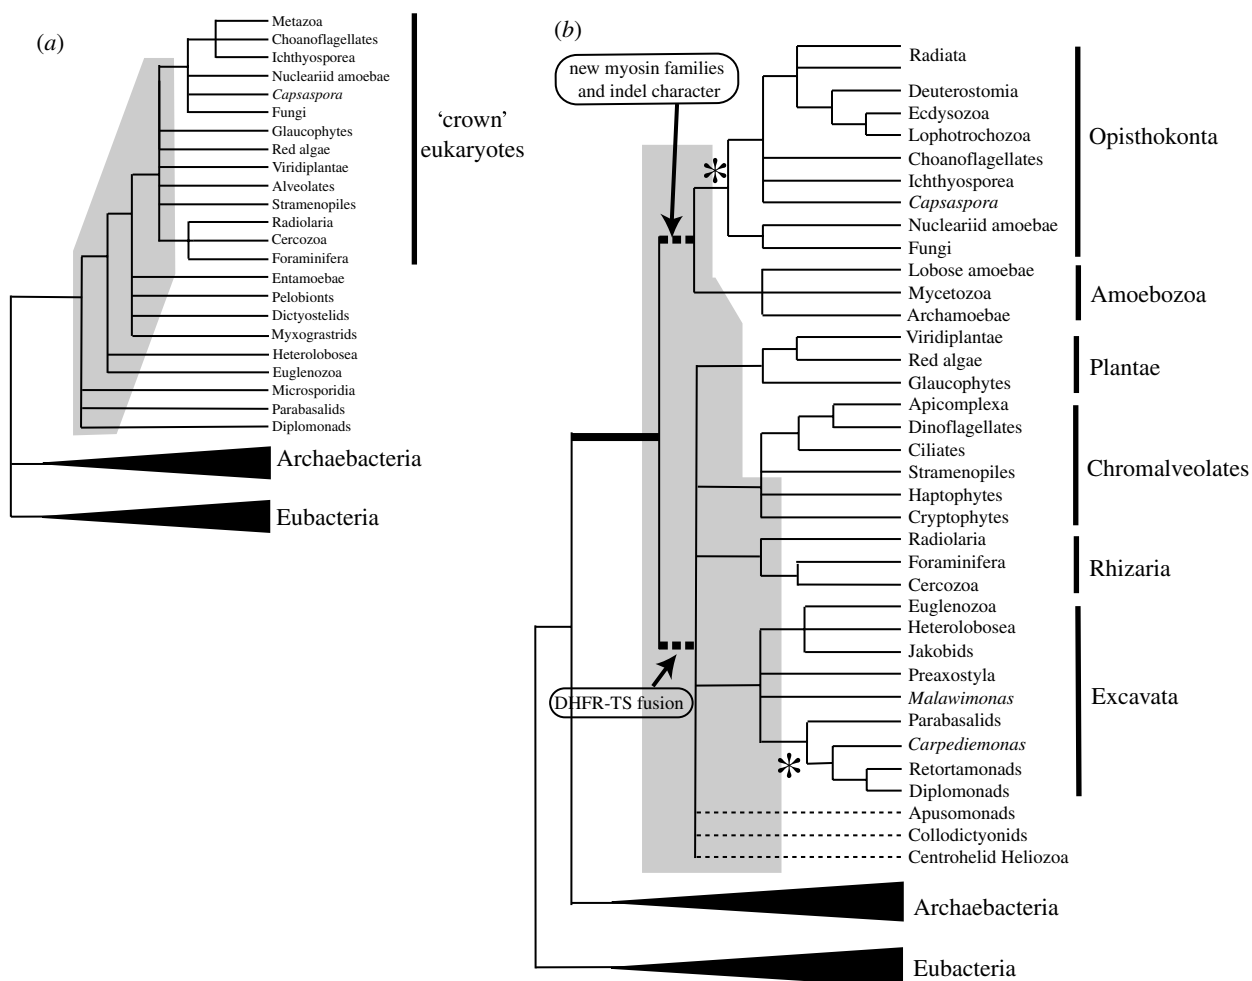 (a)
Metazoa
Choanoflagellates
Ichthyosporea
Nucleariid amoebae
Capsaspora
Fungi
Glaucophytes
Red algae
Viridiplantae
Alveolates
Stramenopiles
Radiolaria
Cercozoa
Foraminifera
Entamoebae
Pelobionts
Dictyostelids
Myxograstrids
Heterolobosea
Euglenozoa
Microsporidia
Parabasalids
Diplomonads
‘crown’
eukaryotes
Archaebacteria
Eubacteria
(b)
new myosin families
and indel character
*
Radiata
Deuterostomia
Ecdysozoa
Lophotrochozoa
Choanoflagellates
Ichthyosporea
Capsaspora
Nucleariid amoebae
Fungi
Opisthokonta
Lobose amoebae
Mycetozoa
Archamoebae
Amoebozoa
Viridiplantae
Red algae
Glaucophytes
Plantae
Apicomplexa
Dinoflagellates
Ciliates
Stramenopiles
Haptophytes
Cryptophytes
Chromalveolates
Radiolaria
Foraminifera
Cercozoa
Rhizaria
Euglenozoa
Heterolobosea
Jakobids
Preaxostyla
Malawimonas
Parabasalids
Carpediemonas
Retortamonads
Diplomonads
Excavata
DHFR-TS fusion
*
Apusomonads
Collodictyonids
Centrohelid Heliozoa
Archaebacteria
Eubacteria